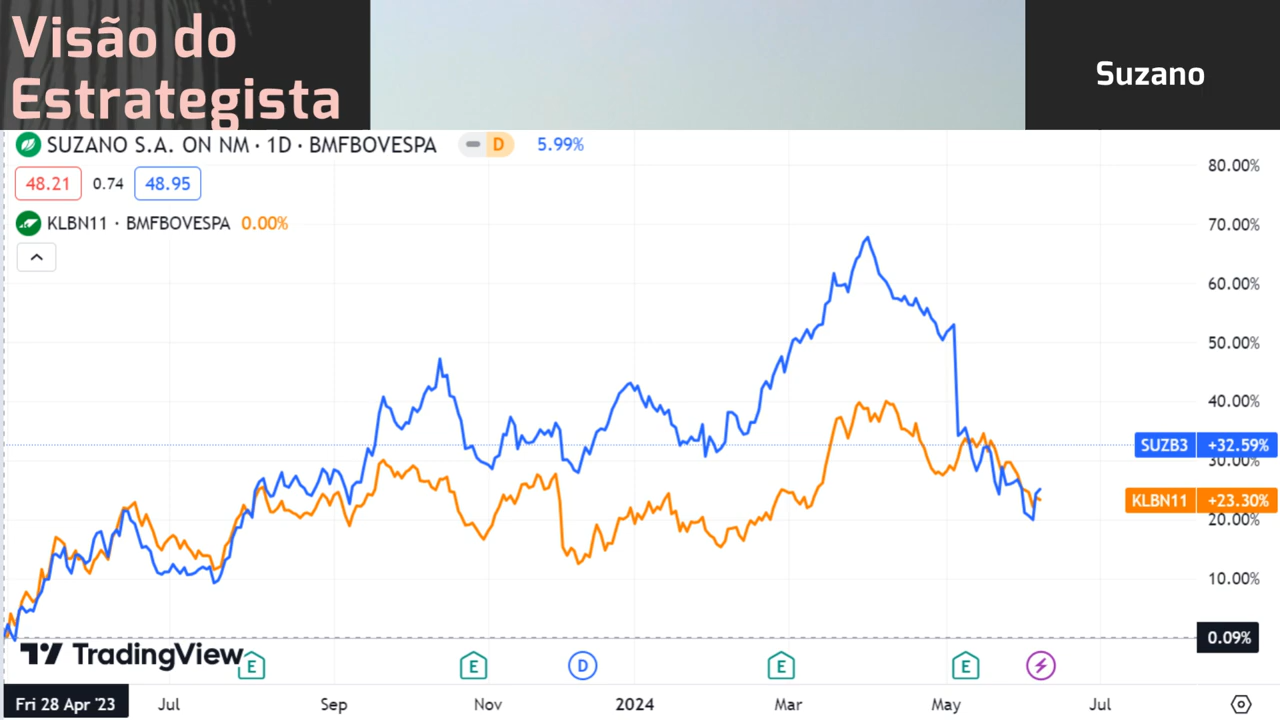 Visão do
Estrategista
Suzano
SUZANO S.A. ON NM · 1D · BMFBOVESPA D 5.99%
48.21 0.74 48.95
KLBN11 · BMFBOVESPA 0.00%
80.00%
70.00%
60.00%
50.00%
40.00%
SUZB3 +32.59%
30.00%
KLBN11 +23.30%
20.00%
10.00%
0.09%
TradingView
E E D E E
Fri 28 Apr '23 Jul Sep Nov 2024 Mar May Jul